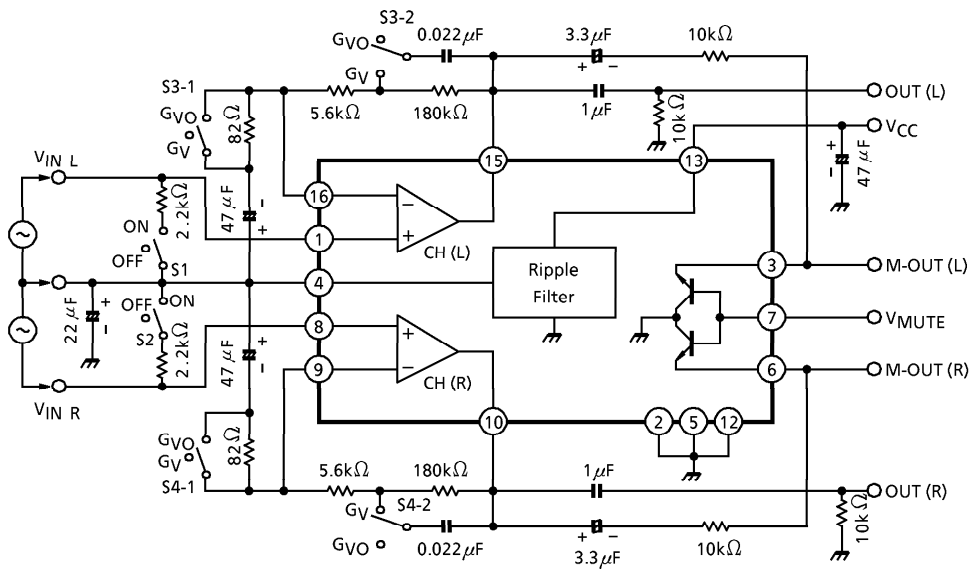 S3-2
GVO
0.022μF
3.3μF
10kΩ
+ −
S3-1
GV
5.6kΩ
180kΩ
1μF
10kΩ
OUT (L)
GVO
GV
82Ω
VCC
+
−
47μF
VIN L
15
13
2.2kΩ
47μF
−
+
16
−
1
+
CH (L)
ON
OFF
S1
4
Ripple
Filter
3
M-OUT (L)
22μF
+
−
OFF
ON
S2
2.2kΩ
47μF
+
−
8
+
9
−
CH (R)
7
VMUTE
6
M-OUT (R)
VIN R
10
2
5
12
GVO
GV
82Ω
S4-1
5.6kΩ
180kΩ
1μF
OUT (R)
GV
S4-2
GVO
0.022μF
+ −
3.3μF
10kΩ
10kΩ